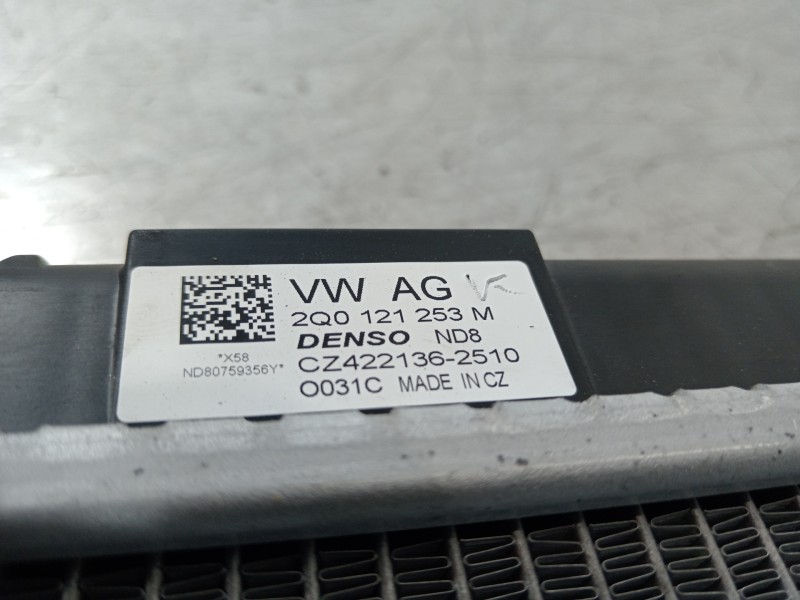 VW AG
2Q0 121 253 M
DENSO ND8
CZ422136-2510
O031C MADE IN CZ
*X58
ND80759356Y*